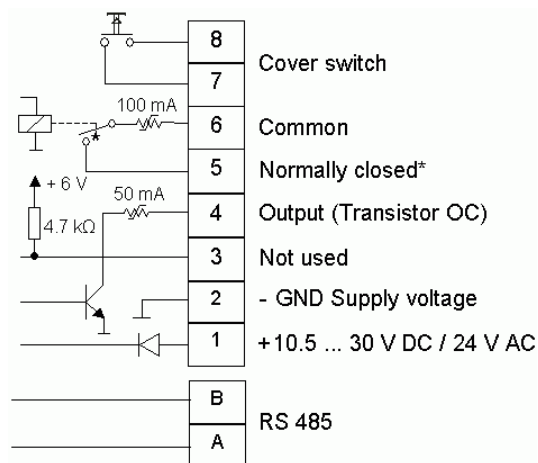 8
Cover switch
7
100 mA
6 Common
*
5 Normally closed*
+ 6 V
50 mA
4 Output (Transistor OC)
4.7 kΩ
3 Not used
2 - GND Supply voltage
1 +10.5 ... 30 V DC / 24 V AC
B
RS 485
A